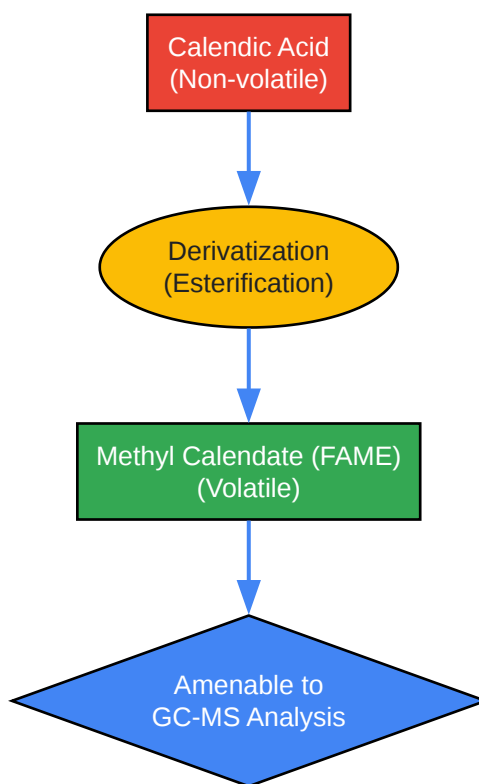 Calendic Acid
(Non-volatile)
Derivatization
(Esterification)
Methyl Calendate (FAME)
(Volatile)
Amenable to
GC-MS Analysis